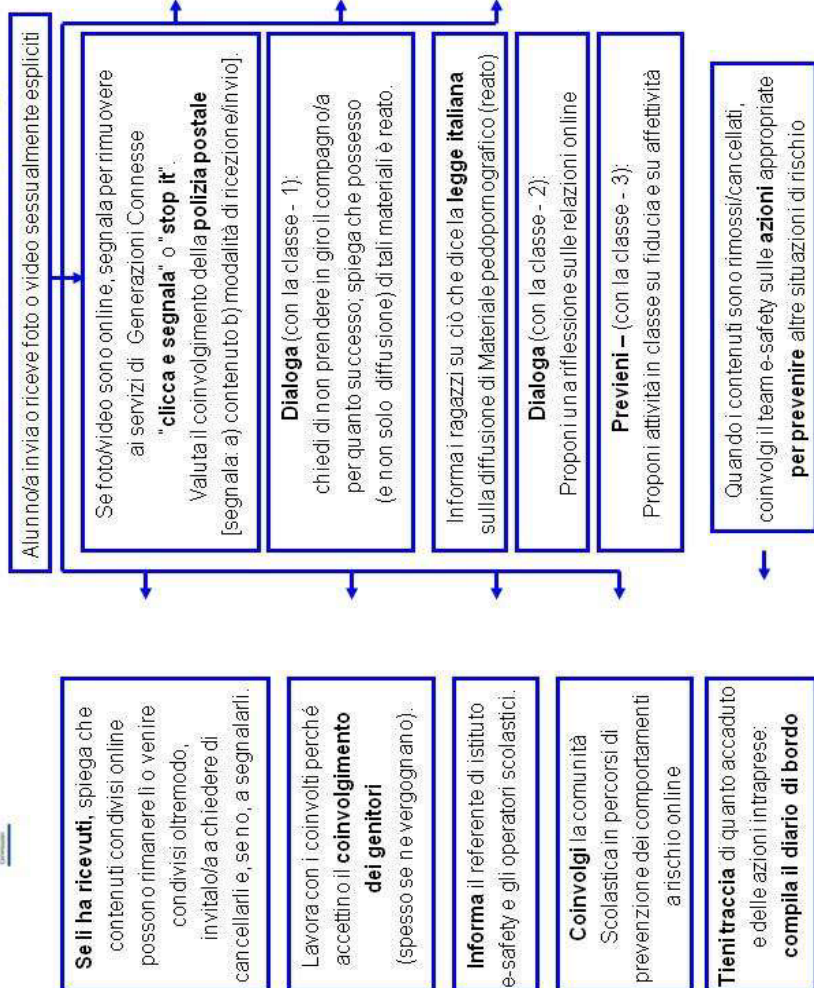 Alunno/a invia o riceve foto o video sessualmente espliciti
Se foto/video sono online, segnala per rimuovere
ai servizi di Generazioni Connesse
"clicca e segnala" o "stop it".
Valuta il coinvolgimento della polizia postale
[segnala: a) contenuto b) modalità di ricezione/invio].
Dialoga (con la classe - 1):
chiedi di non prendere in giro il compagno/a
per quanto successo; spiega che possesso
(e non solo diffusione) di tali materiali è reato.
Informa i ragazzi su ciò che dice la legge italiana
sulla diffusione di Materiale pedopornografico (reato)
Dialoga (con la classe - 2)
Proponi una riflessione sulle relazioni online
Previeni – (con la classe - 3):
Proponi attività in classe su fiducia e su affettività
Quando i contenuti sono rimossi/cancellati,
coinvolgi il team e-safety sulle azioni appropriate
per prevenire altre situazioni di rischio
Se li ha ricevuti, spiega che
contenuti condivisi online
possono rimanere li o venire
condivisi oltremodo,
invitalo/a a chiedere di
cancellarli e, se no, a segnalarli.
Lavora con i coinvolti perché
accettino il coinvolgimento
dei genitori
(spesso se ne vergognano).
Informa il referente di istituto
e-safety e gli operatori scolastici.
Coinvolgi la comunità
Scolastica in percorsi di
prevenzione dei comportamenti
a rischio online
Tieni traccia di quanto accaduto
e delle azioni intraprese:
compila il diario di bordo